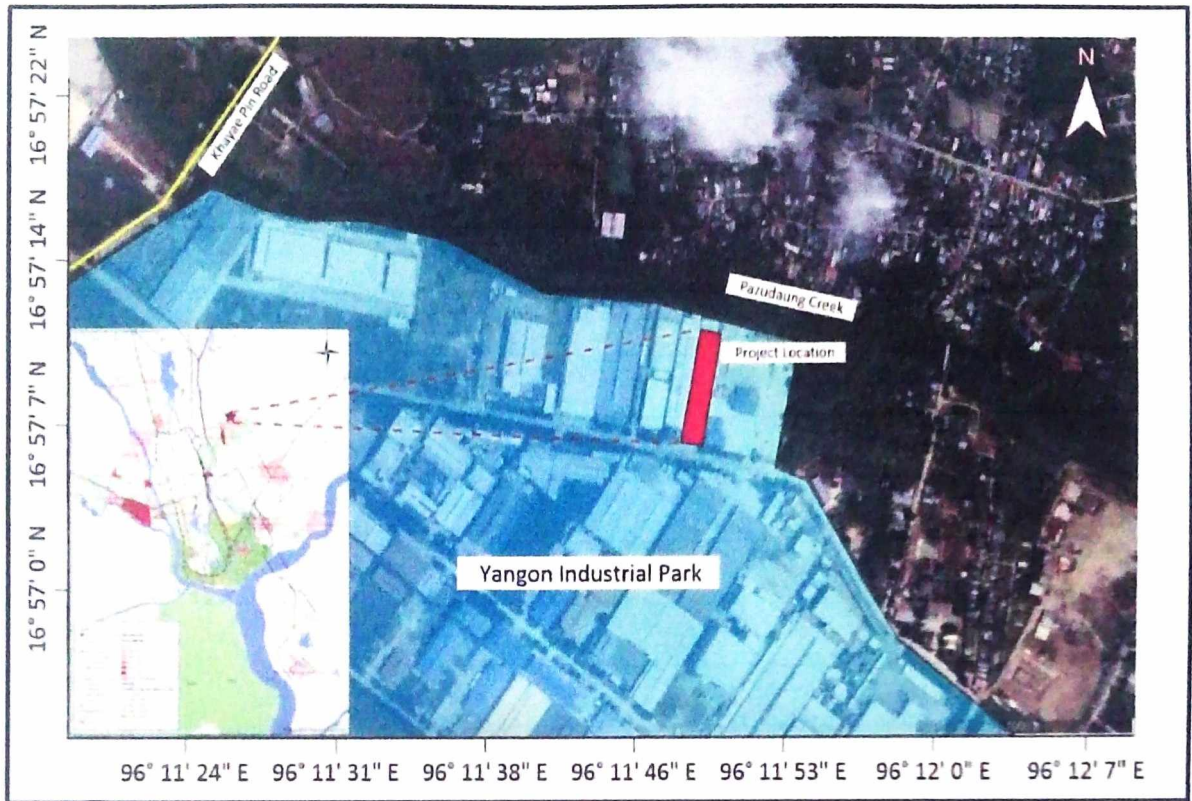 16° 57' 22" N
16° 57' 14" N
16° 57' 7" N
16° 57' 0" N
Khayae Pin Road
N
Pazudaung Creek
Project Location
Yangon Industrial Park
96° 11' 24" E 96° 11' 31" E 96° 11' 38" E 96° 11' 46" E 96° 11' 53" E 96° 12' 0" E 96° 12' 7" E